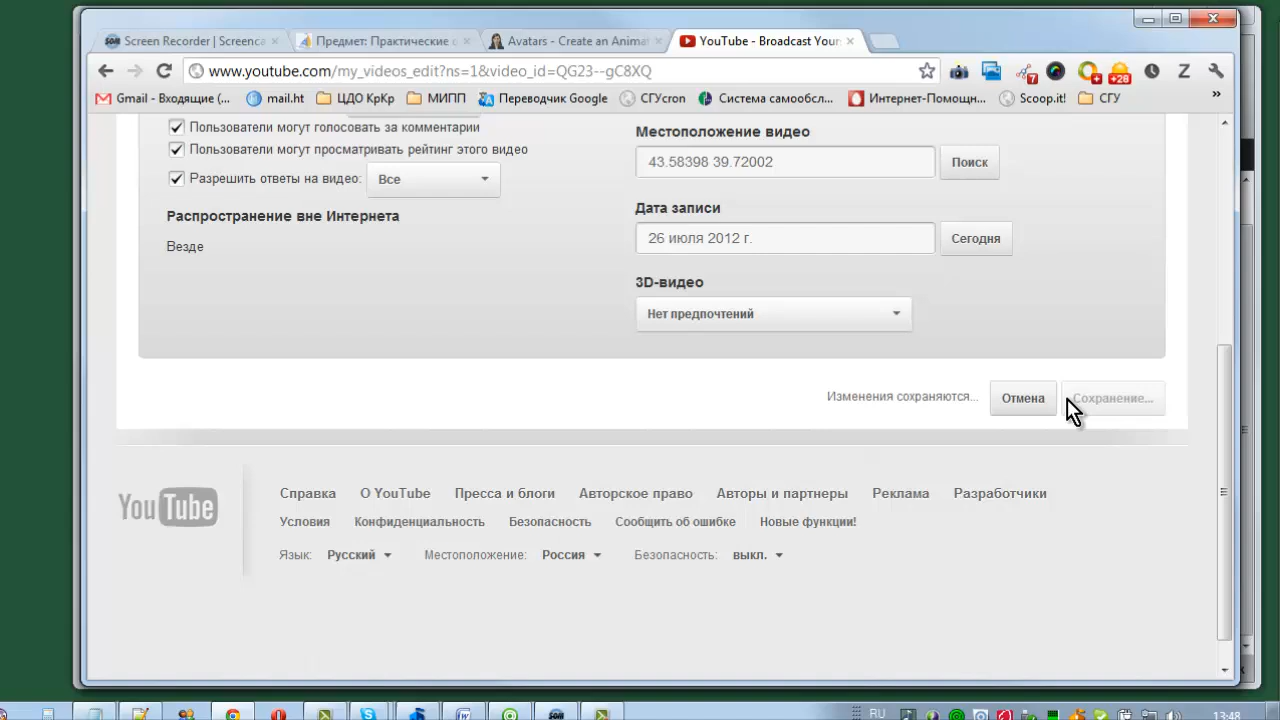 Screen Recorder | Screenca
Предмет: Практические
Avatars - Create an Anima
YouTube - Broadcast Your
www.youtube.com/my_videos_edit?ns=1&video_id=QG23--gC8XQ
7
+28
Z
Gmail - Входящие (...
mail.ht
ЦДО КрКр
МИПП
Переводчик Google
СГУcron
Система самообсл...
Интернет-Помощн...
Scoop.it!
СГУ
Пользователи могут голосовать за комментарии
Пользователи могут просматривать рейтинг этого видео
Разрешить ответы на видео: Все
Распространение вне Интернета
Везде
Местоположение видео
43.58398 39.72002
Поиск
Дата записи
26 июля 2012 г.
Сегодня
3D-видео
Нет предпочтений
Изменения сохраняются...
Отмена
Сохранение...
YouTube
Справка О YouTube Пресса и блоги Авторское право Авторы и партнеры Реклама Разработчики
Условия Конфиденциальность Безопасность Сообщить об ошибке Новые функции!
Язык: Русский Местоположение: Россия Безопасность: выкл.
RU
13:48